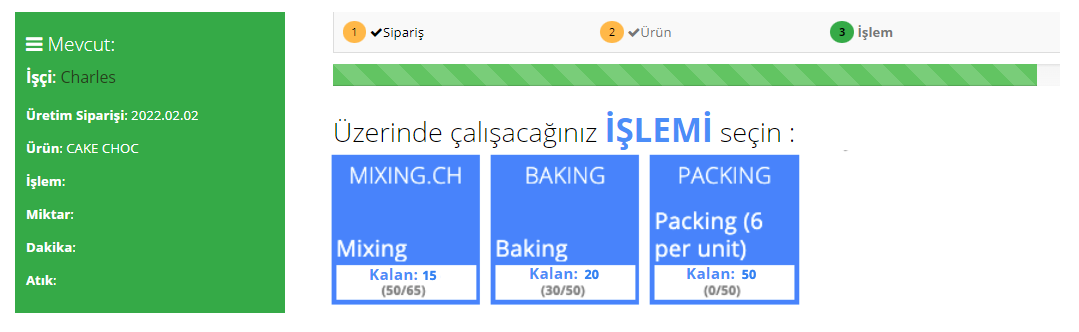 Mevcut:
İşçi: Charles
Üretim Siparişi: 2022.02.02
Ürün: CAKE CHOC
İşlem:
Miktar:
Dakika:
Atık:
1 Sipariş 2 Ürün 3 İşlem
Üzerinde çalışacağınız İŞLEMİ seçin :
MIXING.CH
Mixing
Kalan: 15
(50/65)
BAKING
Baking
Kalan: 20
(30/50)
PACKING
Packing (6
per unit)
Kalan: 50
(0/50)